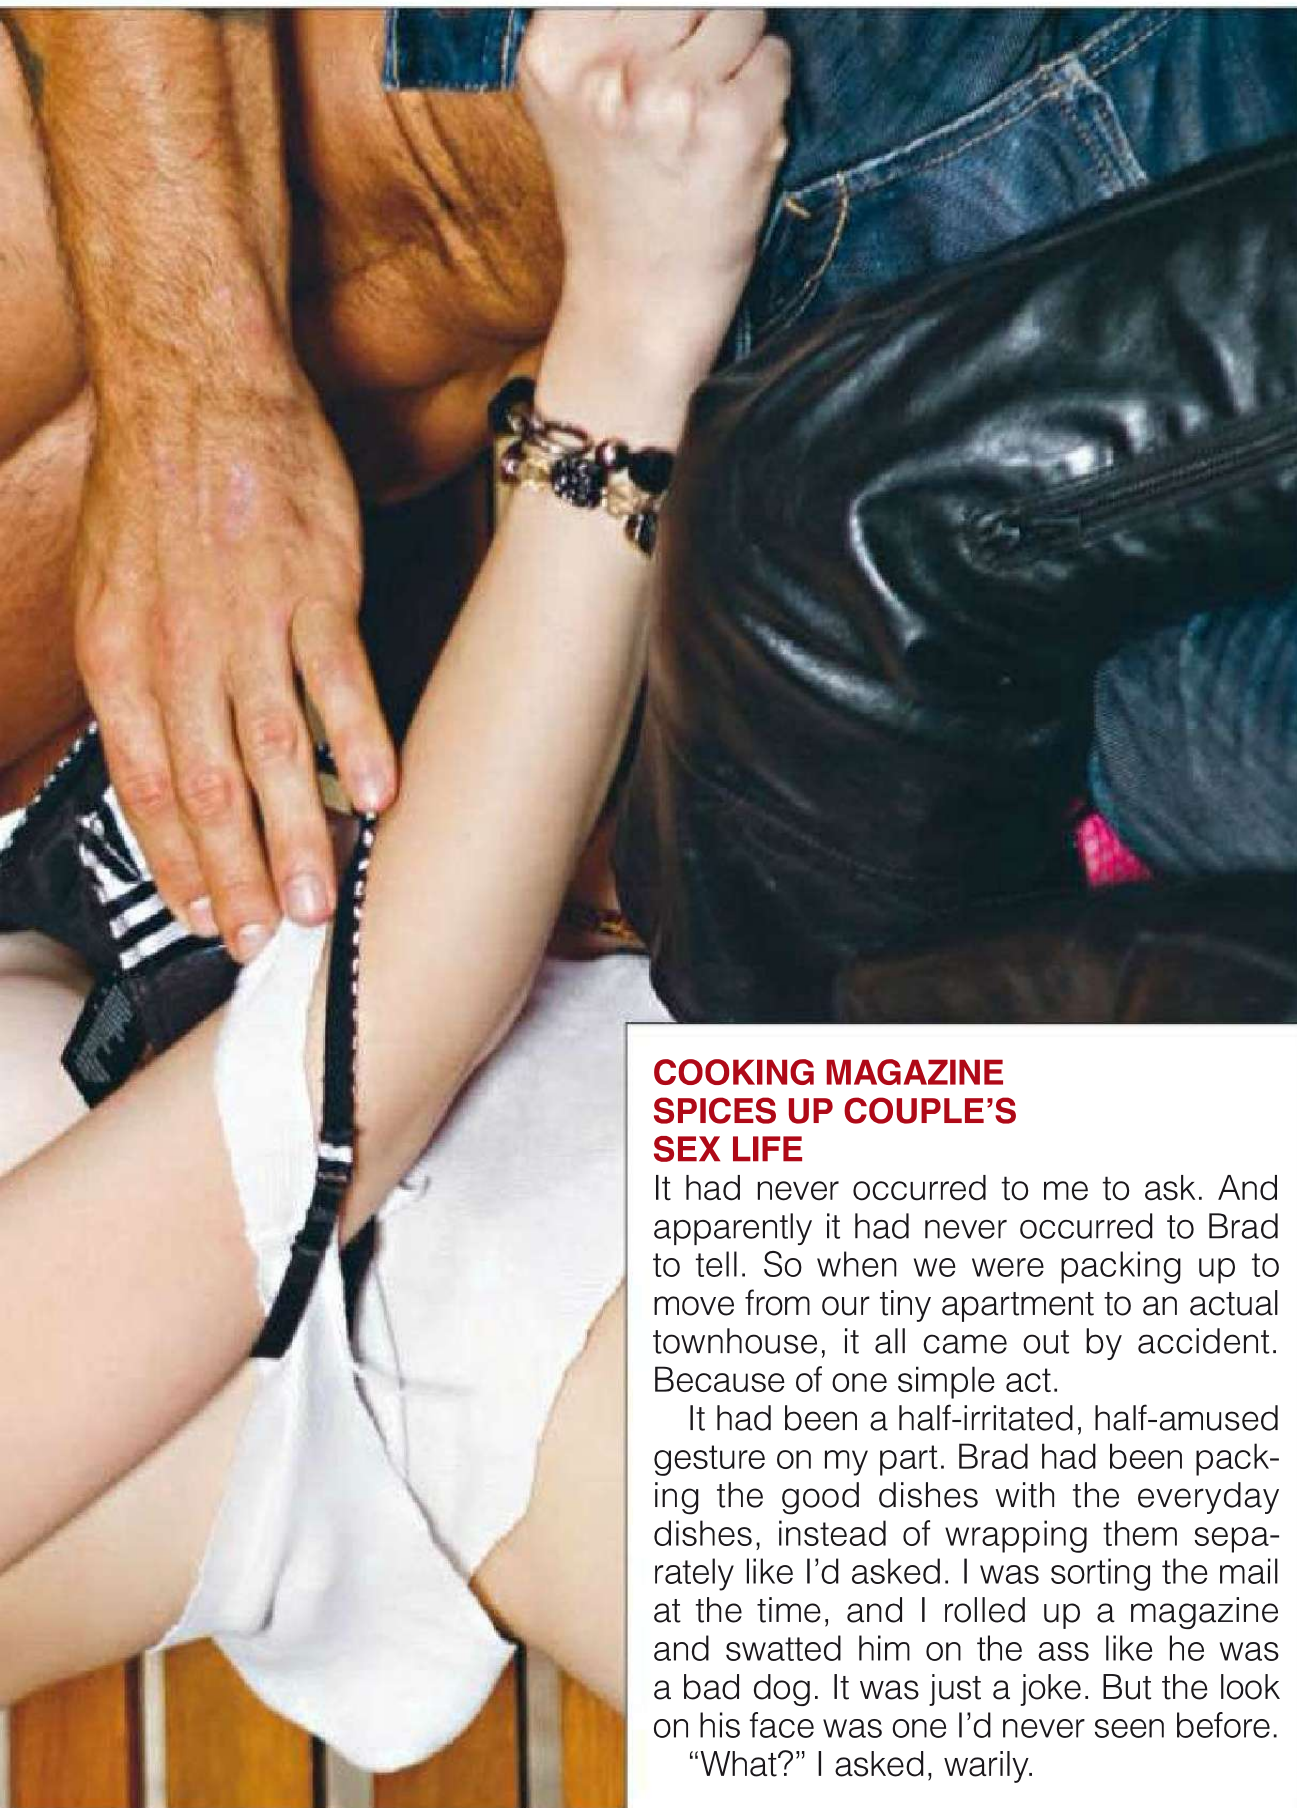 COOKING MAGAZINE
SPICES UP COUPLE’S
SEX LIFE
It had never occurred to me to ask. And
apparently it had never occurred to Brad
to tell. So when we were packing up to
move from our tiny apartment to an actual
townhouse, it all came out by accident.
Because of one simple act.
It had been a half-irritated, half-amused
gesture on my part. Brad had been pack-
ing the good dishes with the everyday
dishes, instead of wrapping them sepa-
rately like I’d asked. I was sorting the mail
at the time, and I rolled up a magazine
and swatted him on the ass like he was
a bad dog. It was just a joke. But the look
on his face was one I’d never seen before.
“What?” I asked, warily.